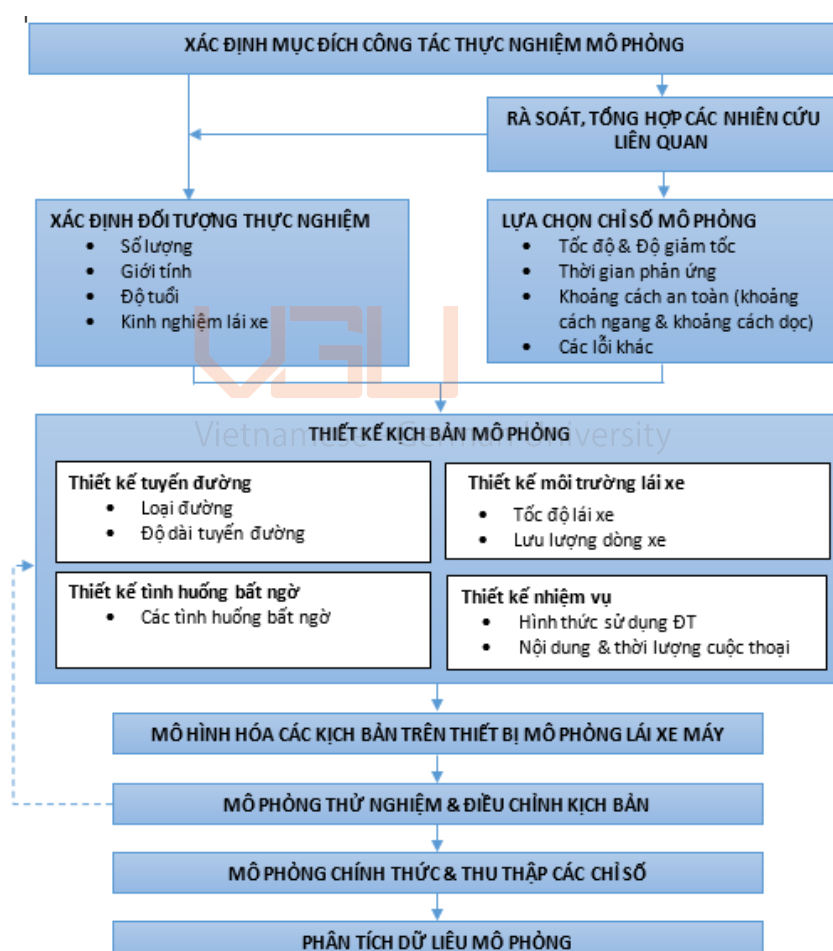 XÁC ĐỊNH MỤC ĐÍCH CÔNG TÁC THỰC NGHIỆM MÔ PHỎNG
RÀ SOÁT, TỔNG HỢP CÁC NHIÊN CỨU
LIÊN QUAN
XÁC ĐỊNH ĐỐI TƯỢNG THỰC NGHIỆM
• Số lượng
• Giới tính
• Độ tuổi
• Kinh nghiệm lái xe
LỰA CHỌN CHỈ SỐ MÔ PHỎNG
• Tốc độ & Độ giảm tốc
• Thời gian phản ứng
• Khoảng cách an toàn (khoảng
cách ngang & khoảng cách dọc)
• Các lỗi khác
VGU
Vietnamese - German University
THIẾT KẾ KỊCH BẢN MÔ PHỎNG
Thiết kế tuyến đường
• Loại đường
• Độ dài tuyến đường
Thiết kế môi trường lái xe
• Tốc độ lái xe
• Lưu lượng dòng xe
Thiết kế tình huống bất ngờ
• Các tình huống bất ngờ
Thiết kế nhiệm vụ
• Hình thức sử dụng ĐT
• Nội dung & thời lượng cuộc thoại
MÔ HÌNH HÓA CÁC KỊCH BẢN TRÊN THIẾT BỊ MÔ PHỎNG LÁI XE MÁY
MÔ PHỎNG THỬ NGHIỆM & ĐIỀU CHỈNH KỊCH BẢN
MÔ PHỎNG CHÍNH THỨC & THU THẬP CÁC CHỈ SỐ
PHÂN TÍCH DỮ LIỆU MÔ PHỎNG